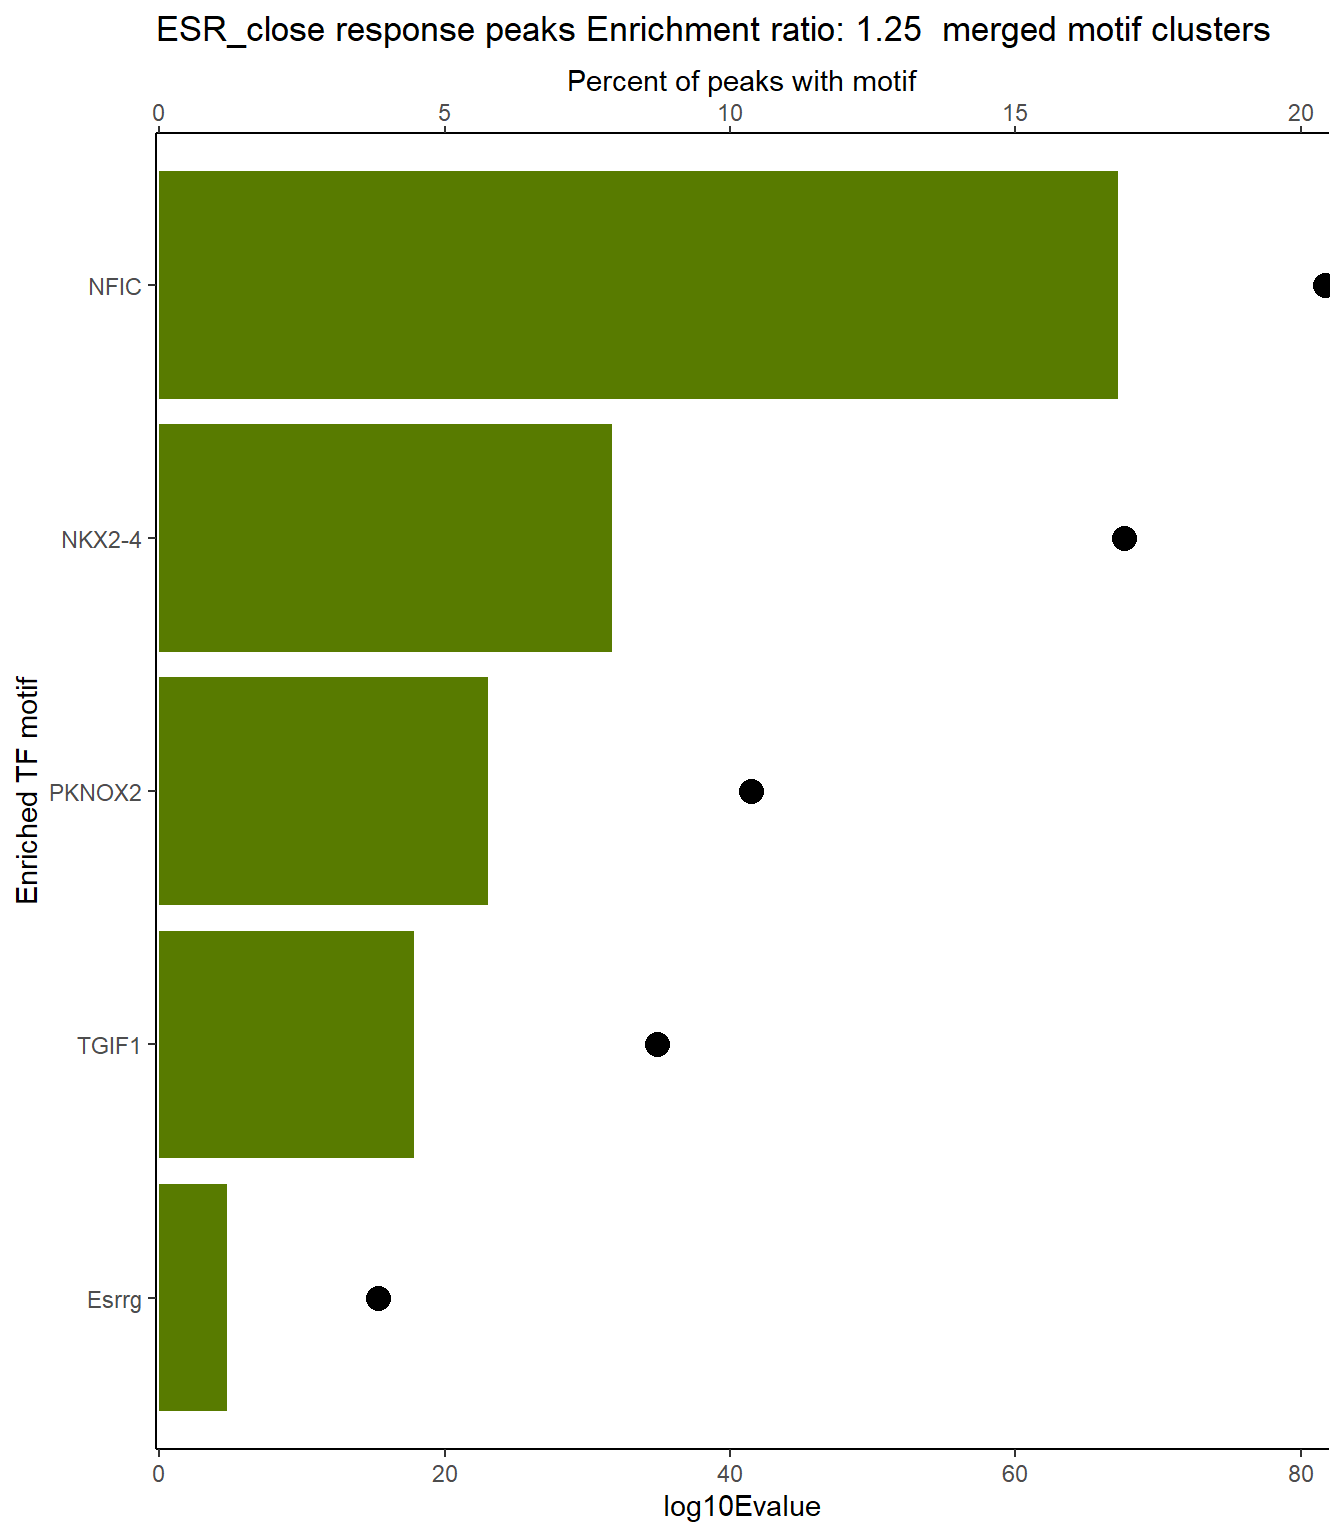 ESR_close response peaks Enrichment ratio: 1.25  merged motif clusters
Percent of peaks with motif
0 5 10 15 20
NFIC
NKX2-4
PKNOX2
TGIF1
Esrrg
Enriched TF motif
0 20 40 60 80
log10Evalue